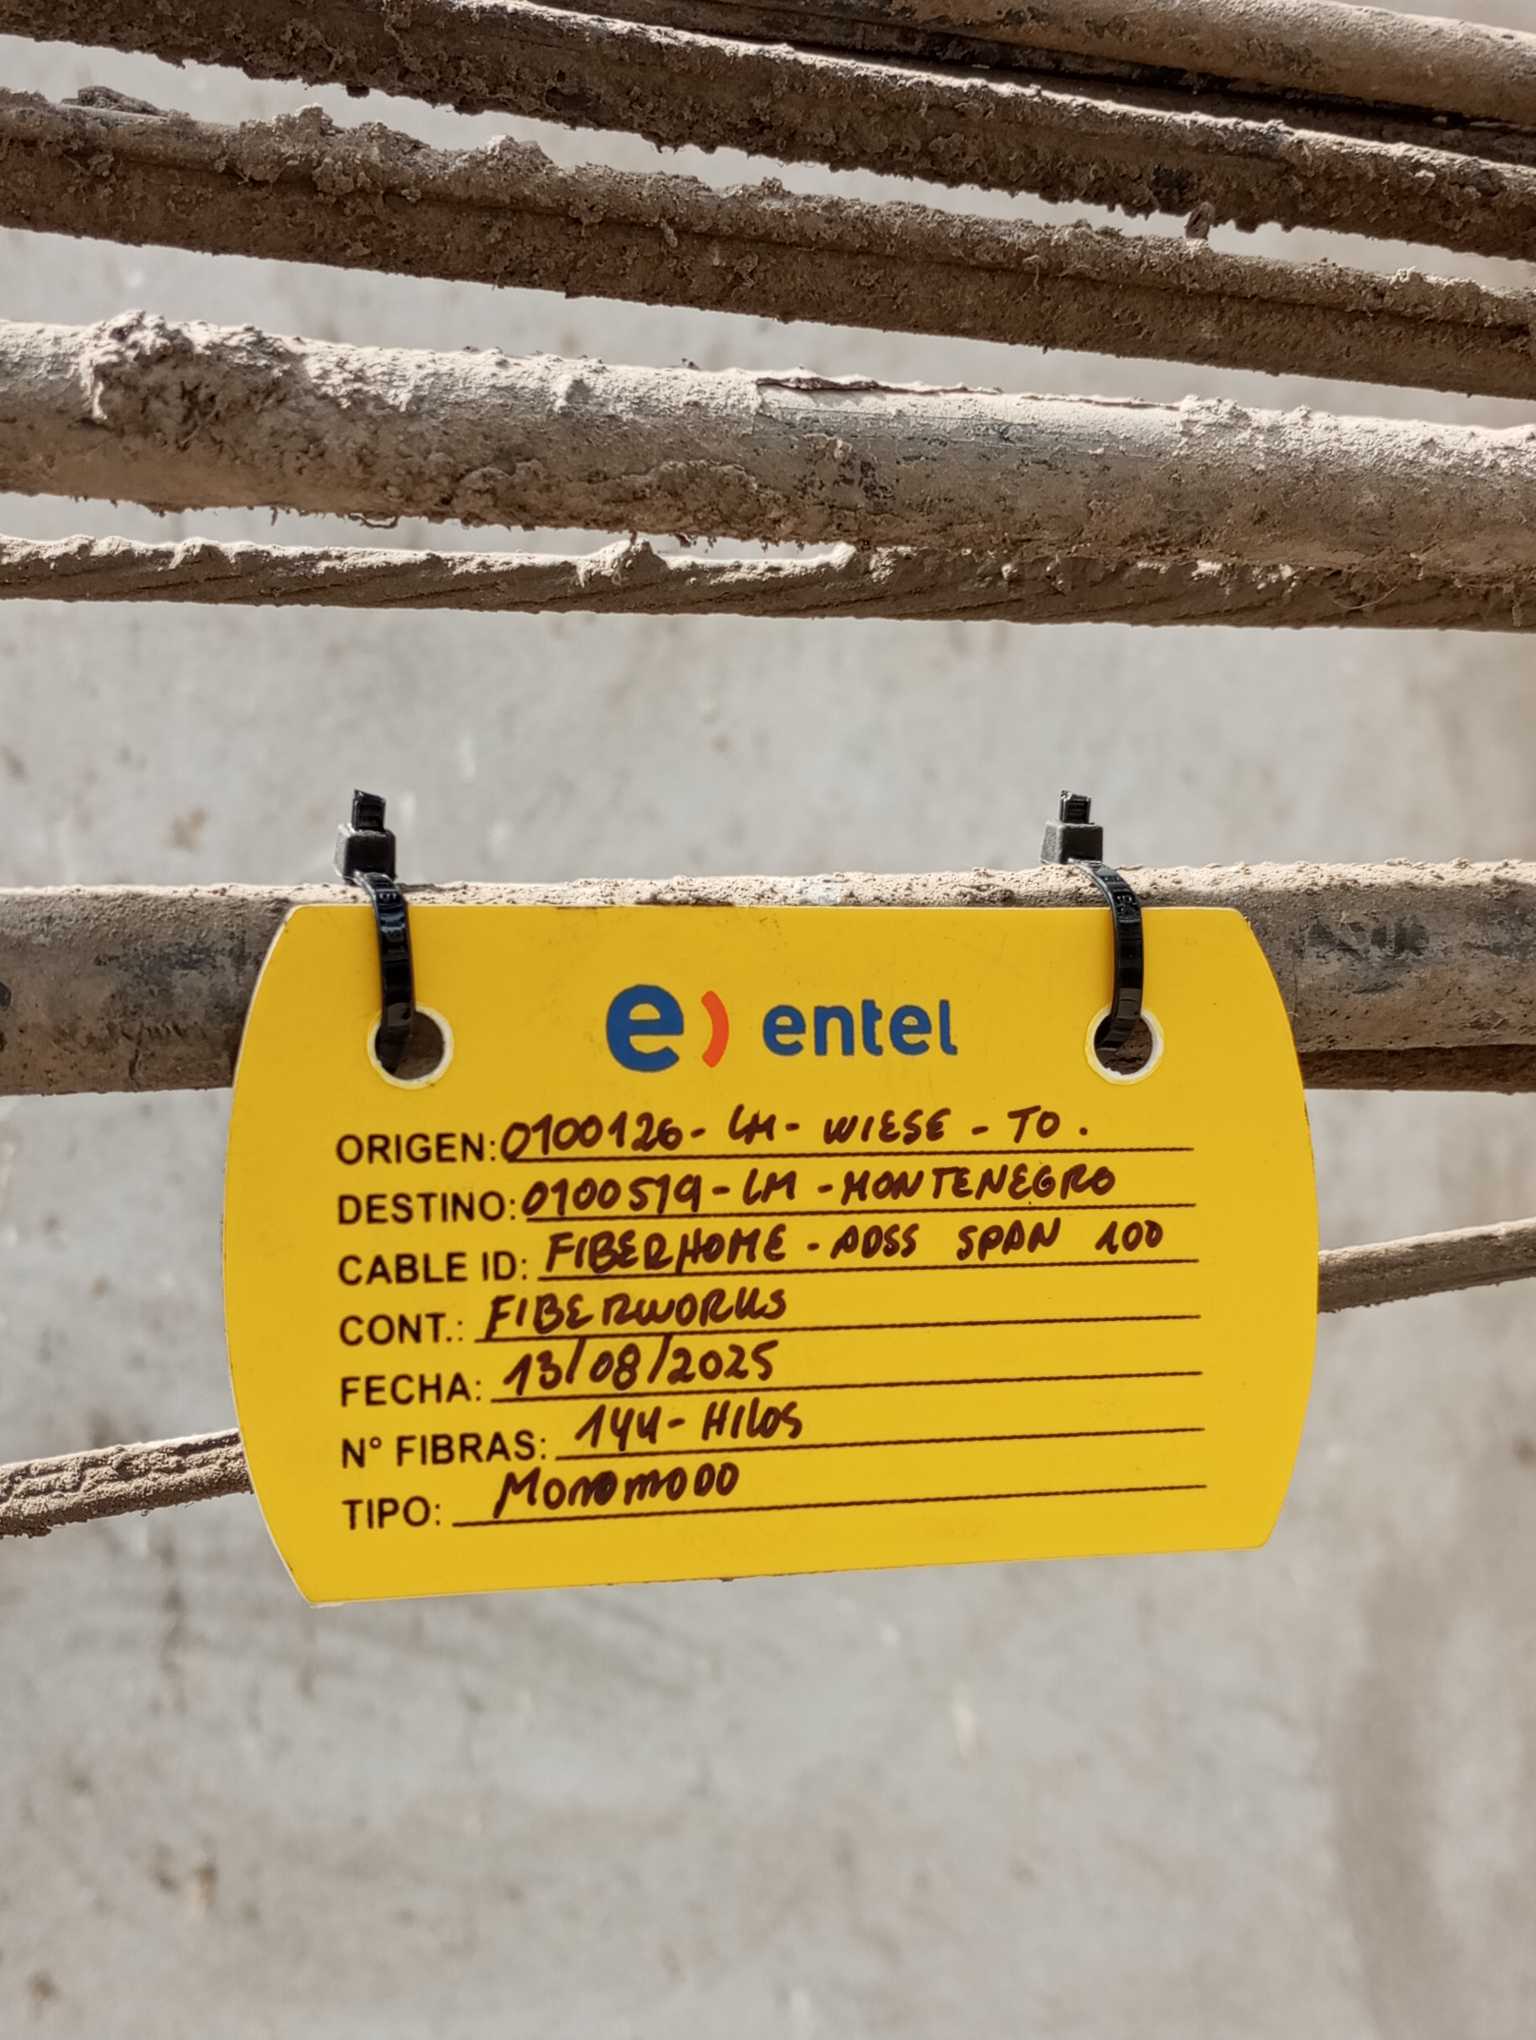 e) entel
ORIGEN: 0100126- LM- WIESE - TO.
DESTINO: 0100519- LM - MONTENEGRO
CABLE ID: FIBERHOME - ADSS SPAN 100
CONT.: FIBERWORKS
FECHA: 13/08/2025
N° FIBRAS: 144- HILOS
TIPO: MONOMODO